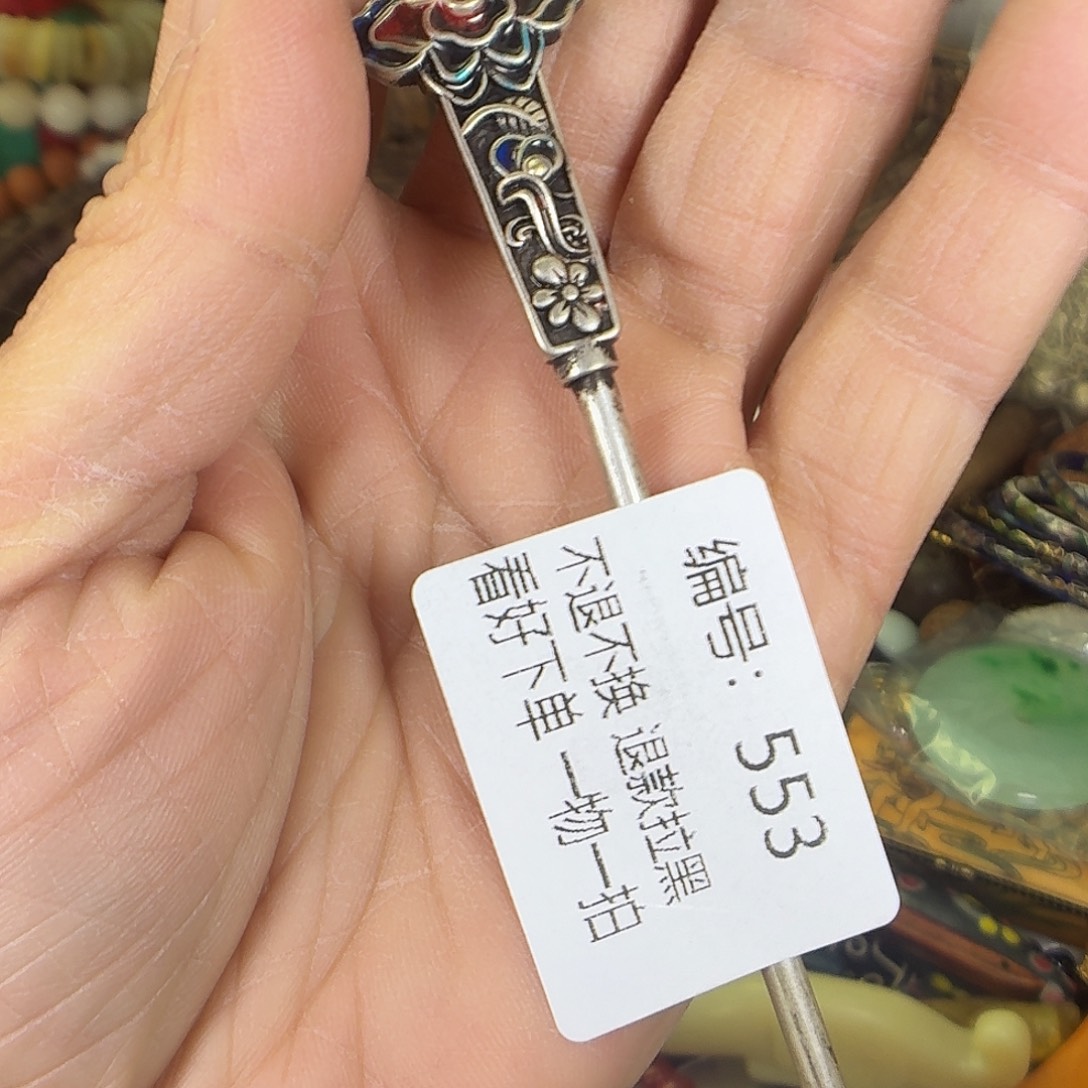 编号: 553
不退不换 退款拉黑
看好下单 一物一拍